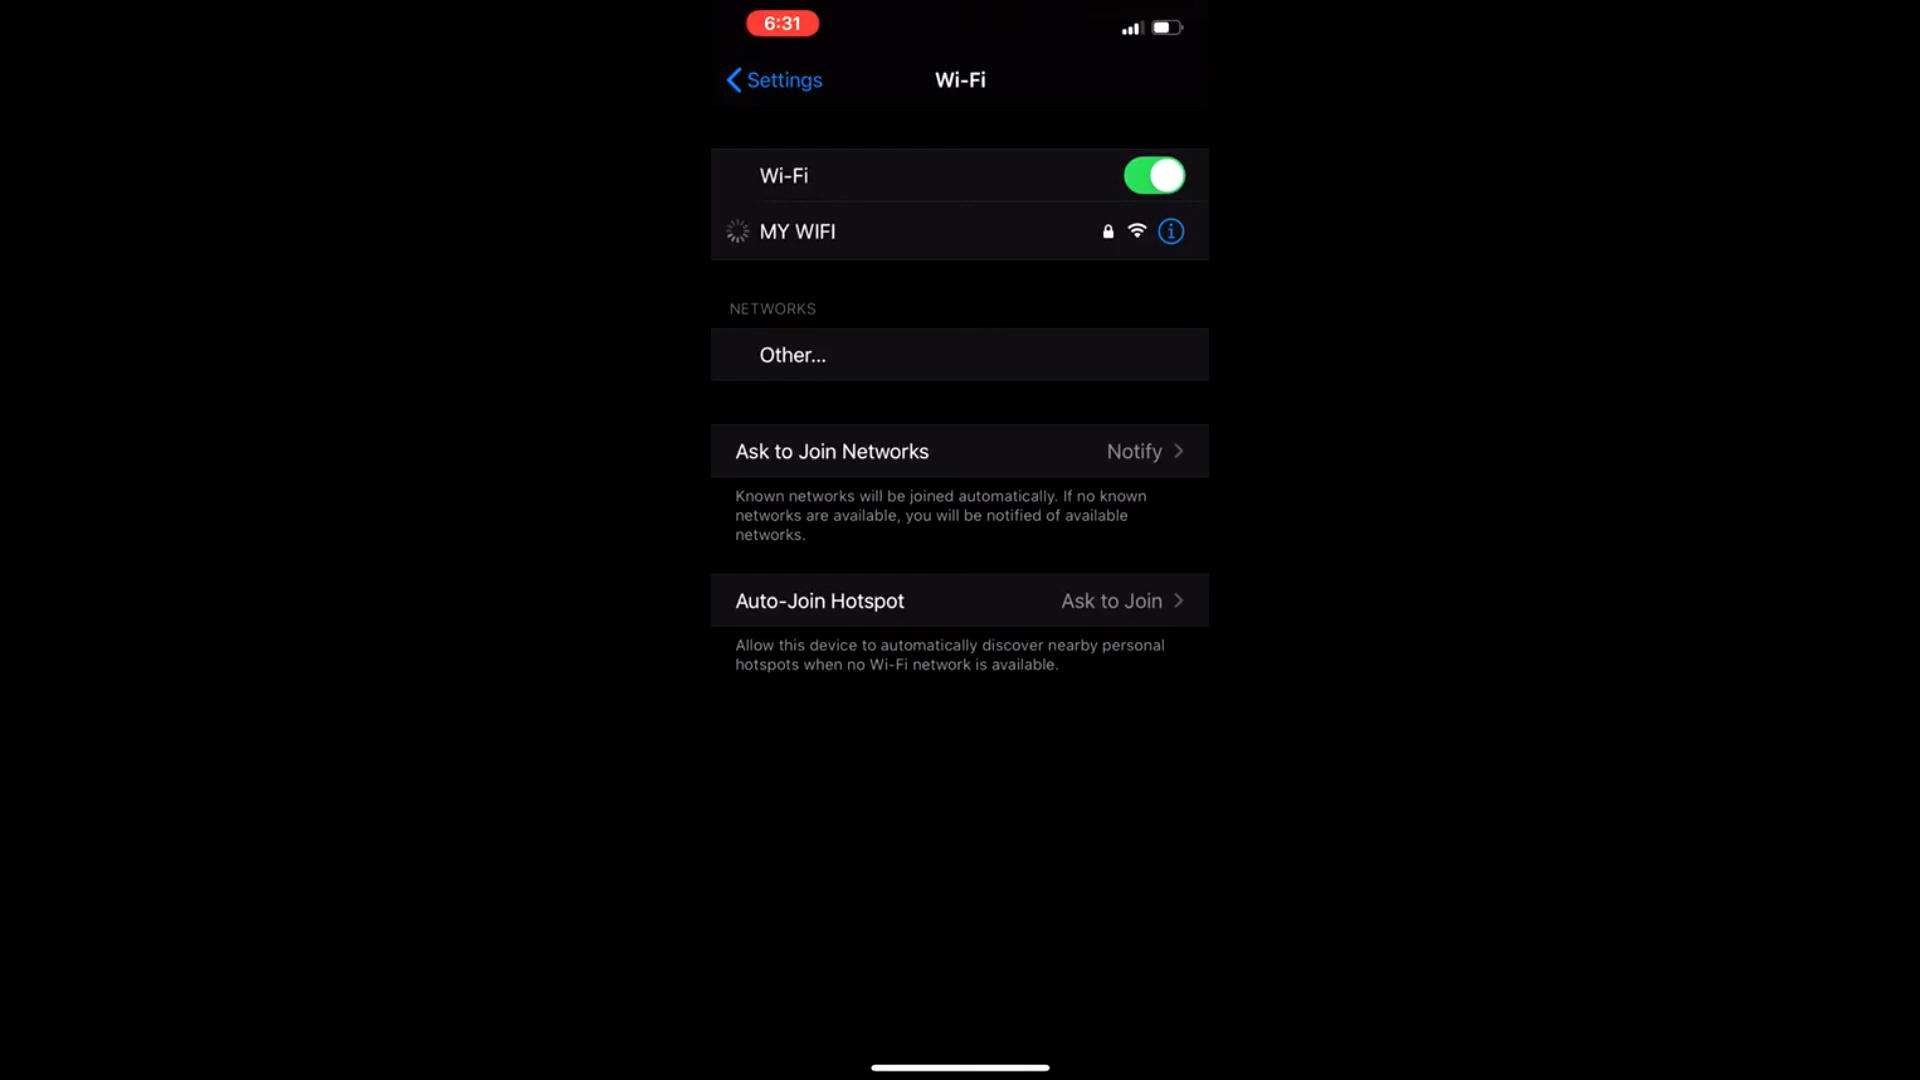 6:31
Settings
Wi-Fi
Wi-Fi
MY WIFI
NETWORKS
Other...
Ask to Join Networks Notify
Known networks will be joined automatically. If no known
networks are available, you will be notified of available
networks.
Auto-Join Hotspot Ask to Join
Allow this device to automatically discover nearby personal
hotspots when no Wi-Fi network is available.